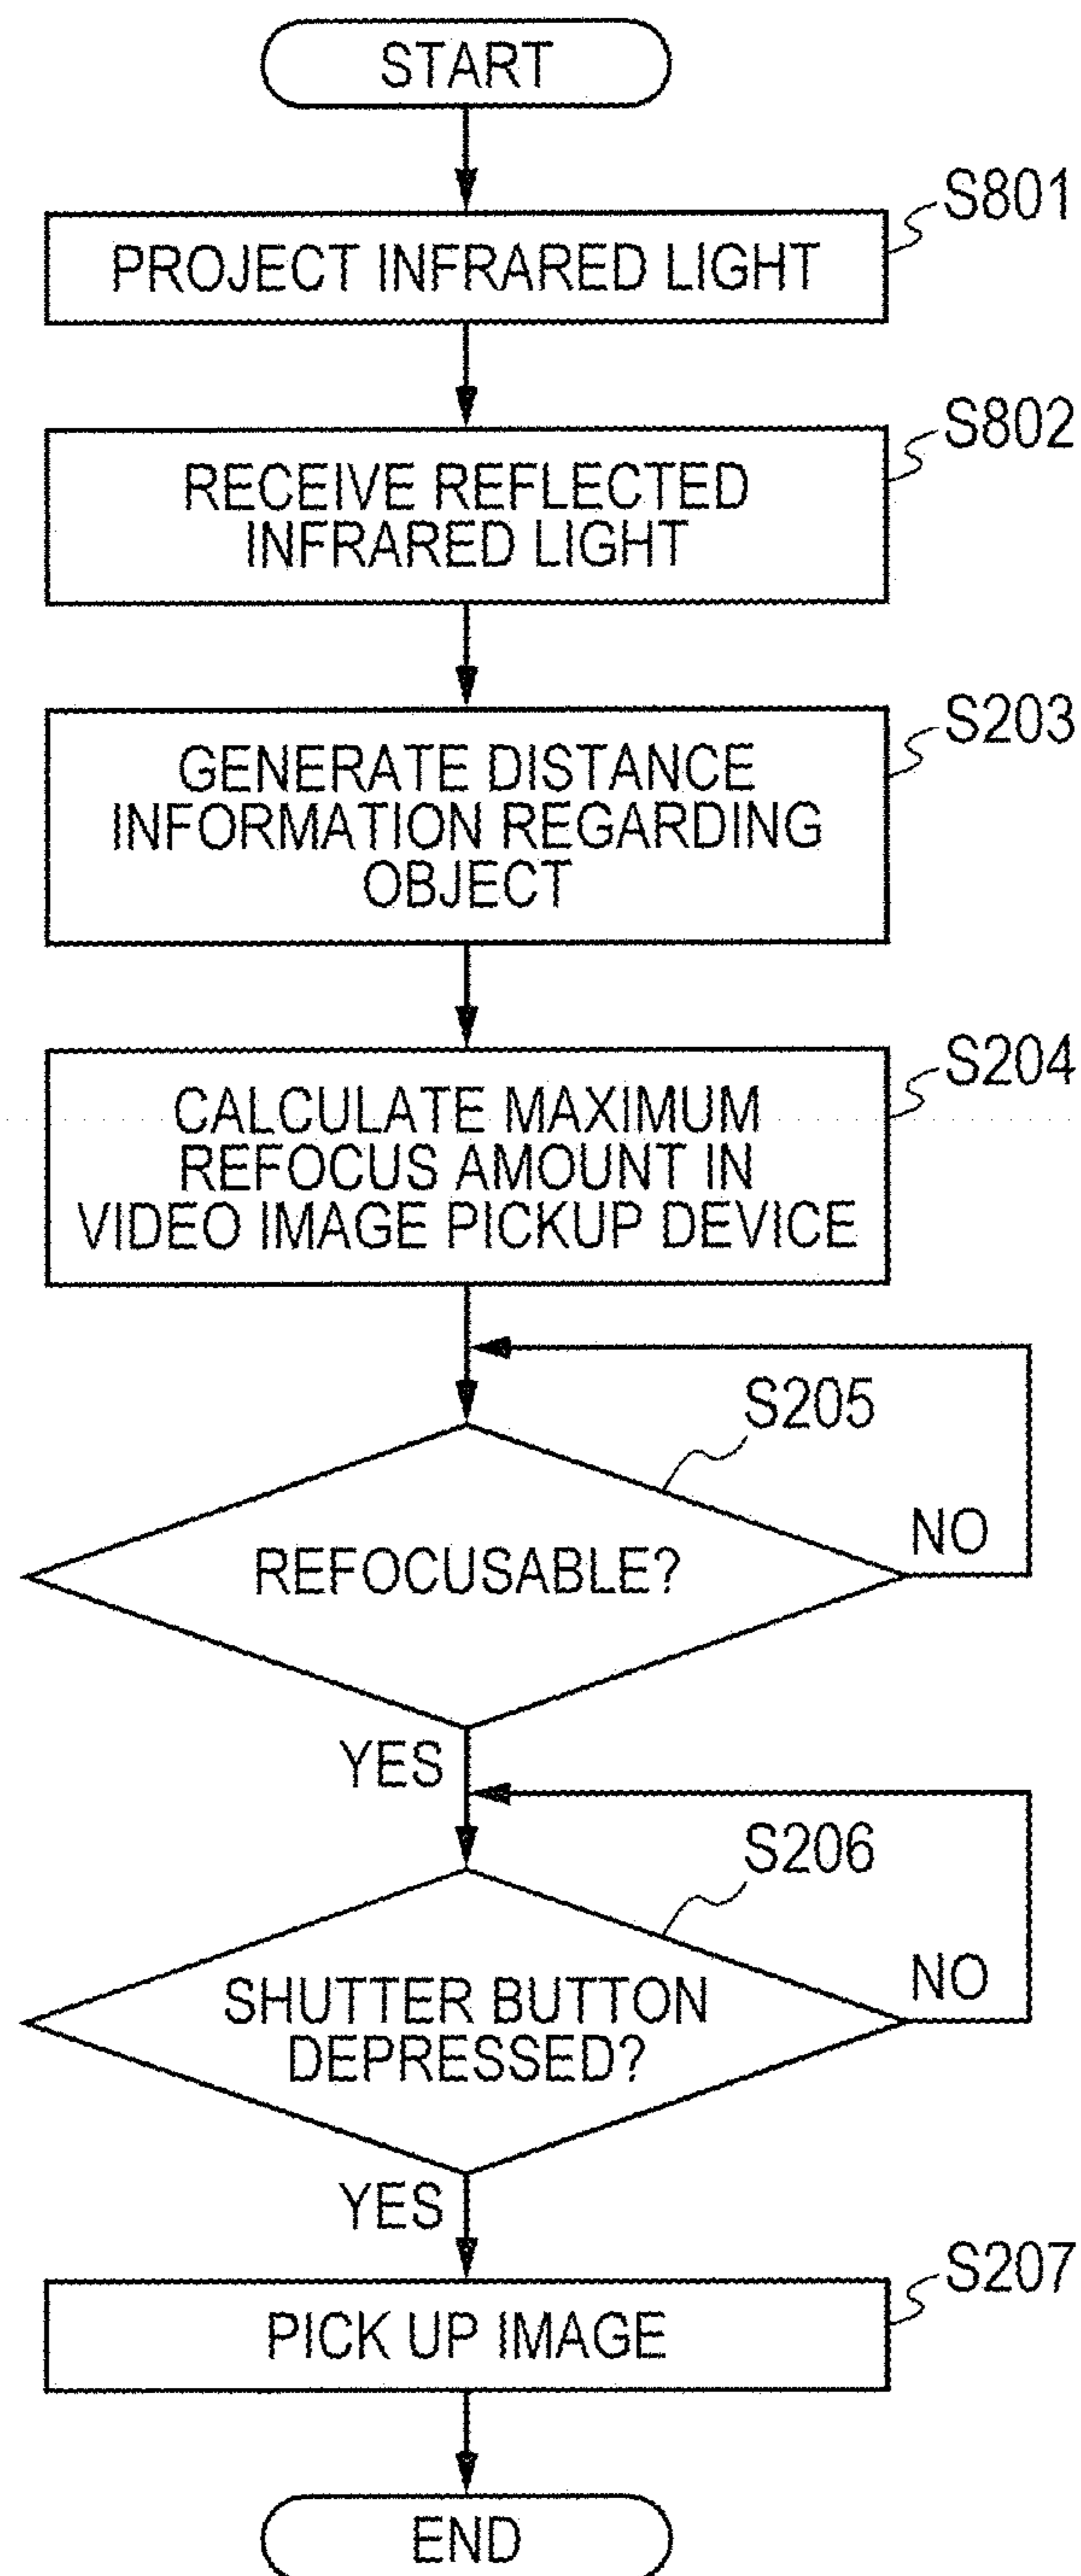 START
S801
PROJECT INFRARED LIGHT
S802
RECEIVE REFLECTED
INFRARED LIGHT
S203
GENERATE DISTANCE
INFORMATION REGARDING
OBJECT
S204
CALCULATE MAXIMUM
REFOCUS AMOUNT IN
VIDEO IMAGE PICKUP DEVICE
S205
REFOCUSABLE?
NO
YES
S206
SHUTTER BUTTON
DEPRESSED?
NO
YES
S207
PICK UP IMAGE
END